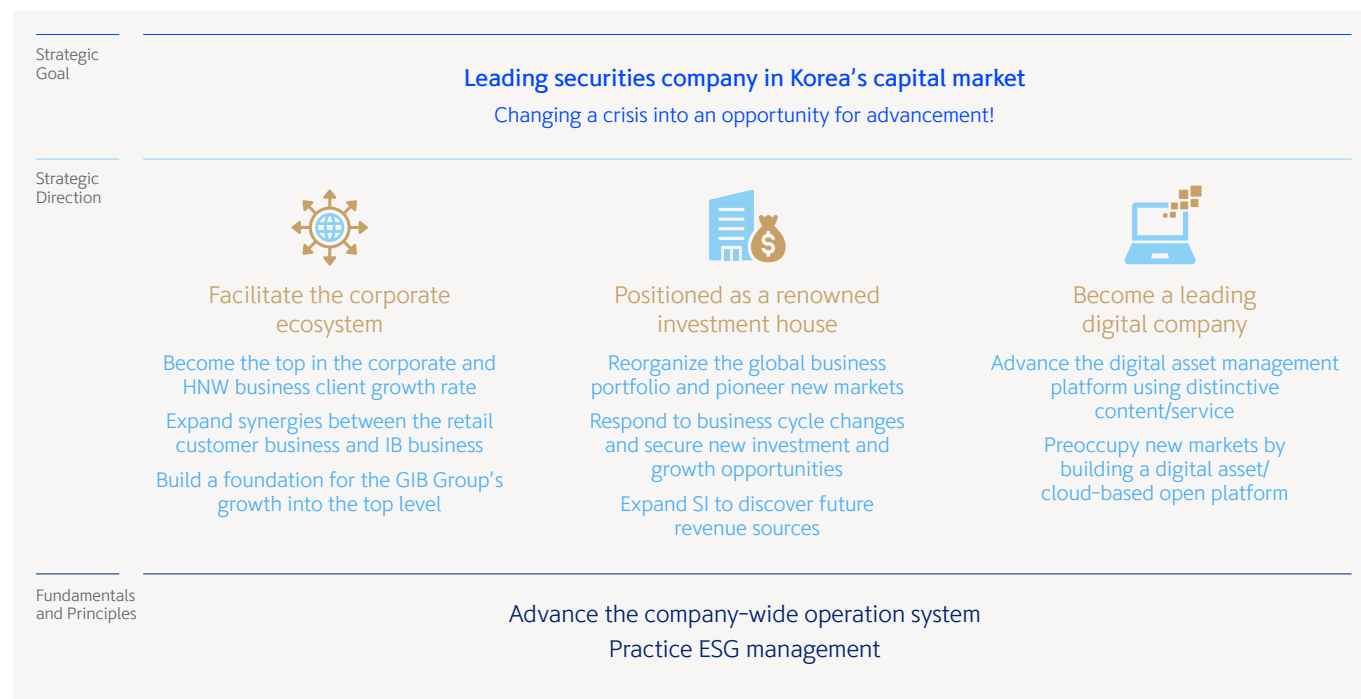 Strategic
Goal
Leading securities company in Korea's capital market
Changing a crisis into an opportunity for advancement!
Strategic
Direction
$
Facilitate the corporate
ecosystem
Become the top in the corporate and
HNW business client growth rate
Expand synergies between the retail
customer business and IB business
Build a foundation for the GIB Group's
growth into the top level
Positioned as a renowned
investment house
Reorganize the global business
portfolio and pioneer new markets
Respond to business cycle changes
and secure new investment and
growth opportunities
Expand SI to discover future
revenue sources
Become a leading
digital company
Advance the digital asset management
platform using distinctive
content/service
Preoccupy new markets by
building a digital asset/
cloud-based open platform
Fundamentals
and Principles
Advance the company-wide operation system
Practice ESG management